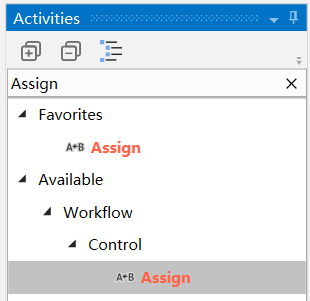 Activities
Assign
Favorites
A←B Assign
Available
Workflow
Control
A←B Assign